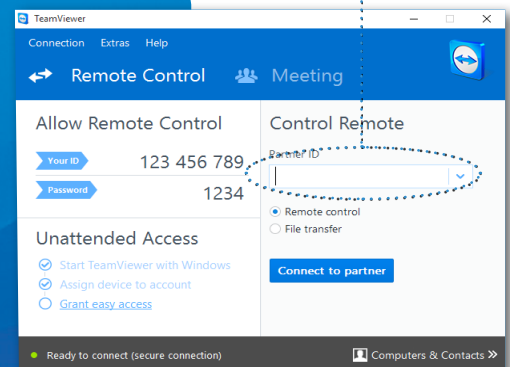 TeamViewer
Connection Extras Help
Remote Control Meeting
Allow Remote Control
Your ID 123 456 789
Password 1234
Unattended Access
Start TeamViewer with Windows
Assign device to account
Grant easy access
Control Remote
Partner ID
Remote control
File transfer
Connect to partner
Ready to connect (secure connection)
Computers & Contacts